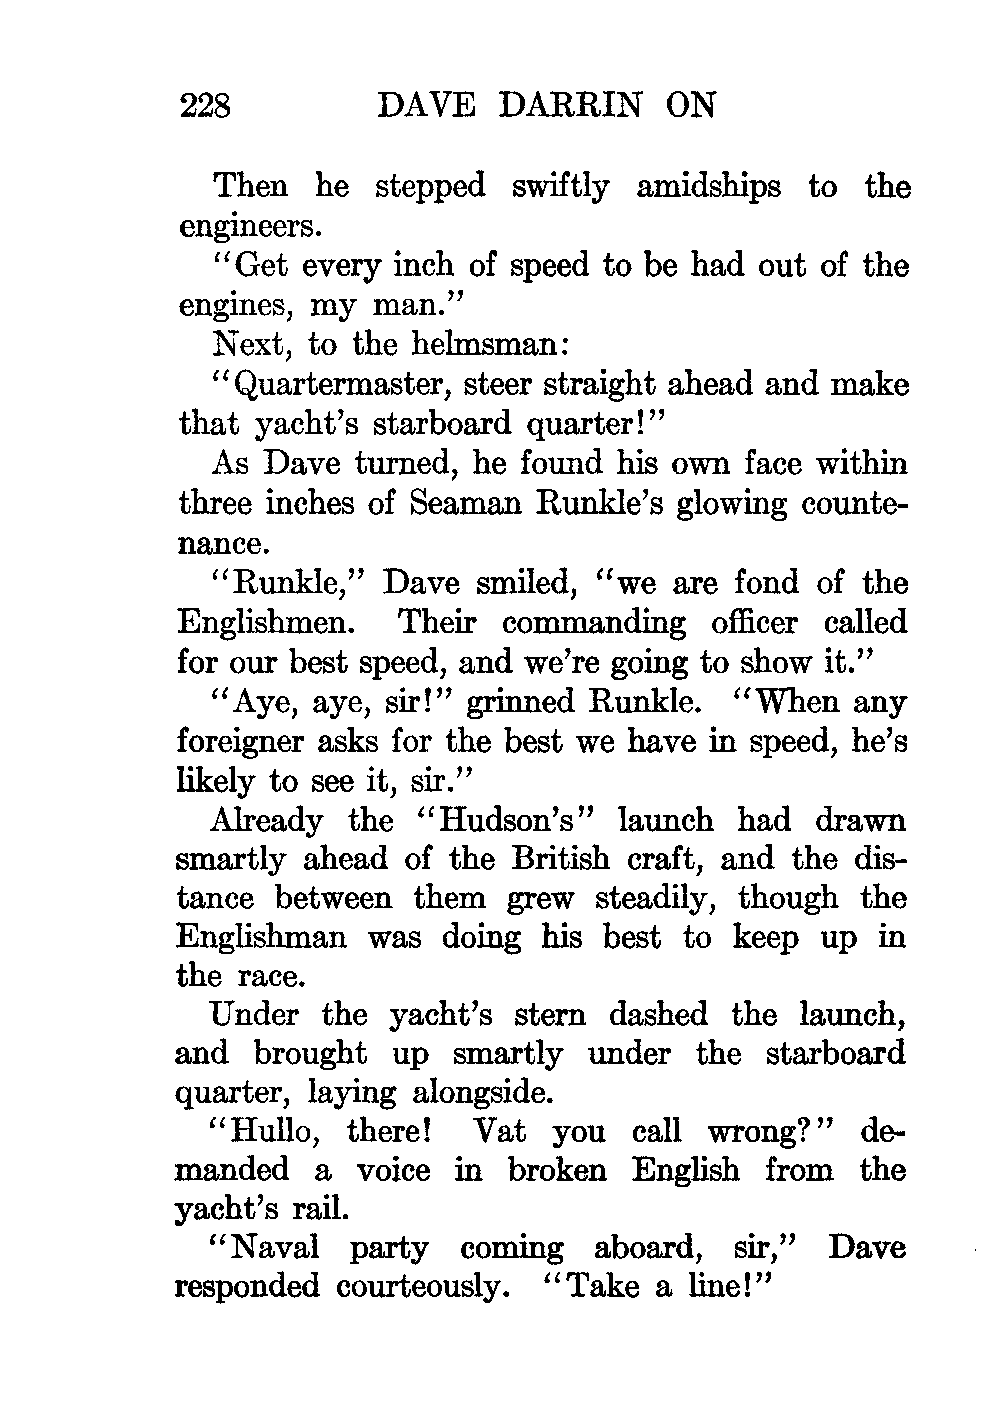 228 DAVE DARRIN ON
Then he stepped swiftly amidships to the
engineers.
“Get every inch of speed to be had out of the
engines, my man.”
Next, to the helmsman:
“Quartermaster, steer straight ahead and make
that yacht’s starboard quarter!”
As Dave turned, he found his own face within
three inches of Seaman Runkle’s glowing counte-
nance.
“Runkle,” Dave smiled, “we are fond of the
Englishmen. Their commanding officer called
for our best speed, and we’re going to show it.”
“Aye, aye, sir!” grinned Runkle. “When any
foreigner asks for the best we have in speed, he’s
likely to see it, sir.”
Already the “Hudson’s” launch had drawn
smartly ahead of the British craft, and the dis-
tance between them grew steadily, though the
Englishman was doing his best to keep up in
the race.
Under the yacht’s stern dashed the launch,
and brought up smartly under the starboard
quarter, laying alongside.
“Hullo, there! Vat you call wrong?” de-
manded a voice in broken English from the
yacht’s rail.
“Naval party coming aboard, sir,” Dave
responded courteously. “Take a line!”